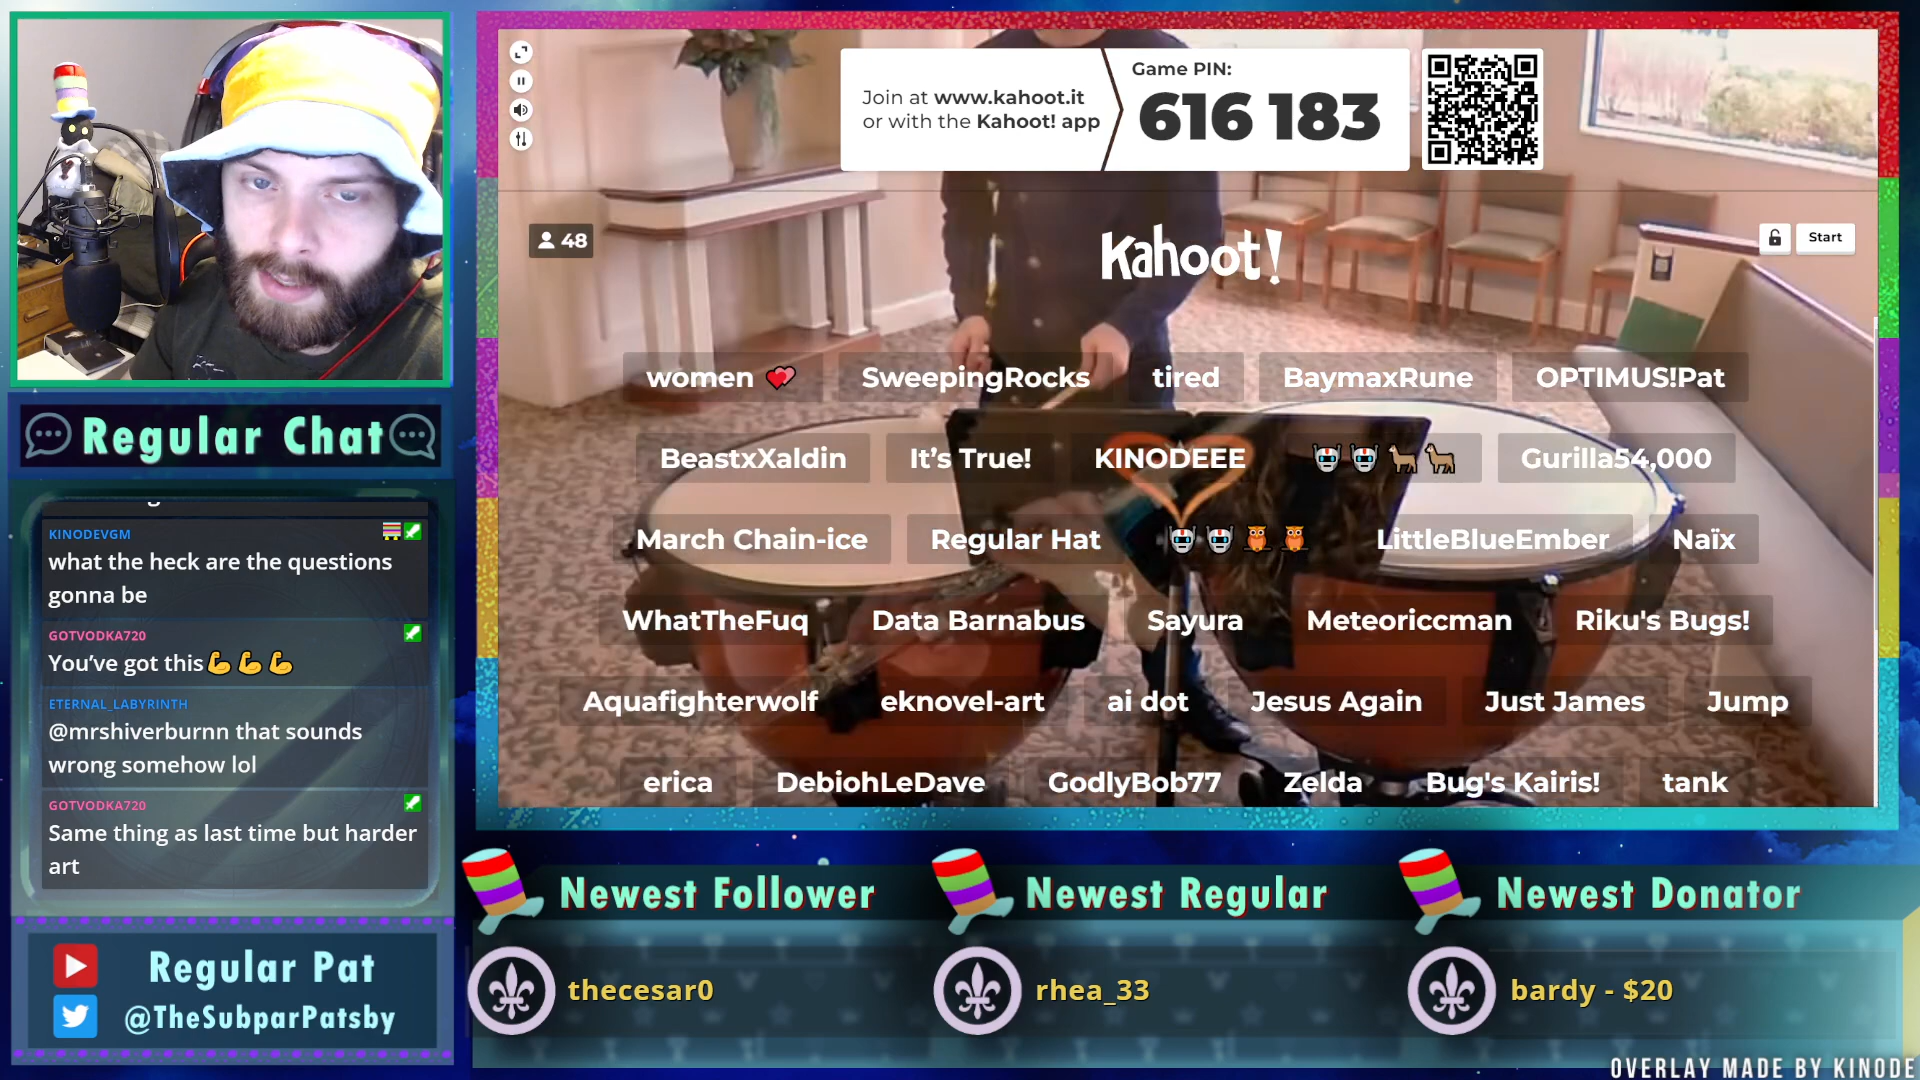 Join at www.kahoot.it
or with the Kahoot! app
Game PIN:
616 183
48
Kahoot!
Start
women 💕
SweepingRocks
tired
BaymaxRune
OPTIMUS!Pat
BeastxXaldin
It's True!
KINODEEE
🤖🤖🐕🐕
Gurilla54,000
March Chain-ice
Regular Hat
🤖🤖🦉🦉
LittleBlueEmber
Naïx
WhatTheFuq
Data Barnabus
Sayura
Meteoriccman
Riku's Bugs!
Aquafighterwolf
eknovel-art
ai dot
Jesus Again
Just James
Jump
erica
DebiohLeDave
GodlyBob77
Zelda
Bug's Kairis!
tank
Regular Chat
KINODEVGM
what the heck are the questions
gonna be
GOTVODKA720
You've got this💪💪💪
ETERNAL_LABYRINTH
@mrshiverburnn that sounds
wrong somehow lol
GOTVODKA720
Same thing as last time but harder
art
Regular Pat
@TheSubparPatsby
Newest Follower
thecesar0
Newest Regular
rhea_33
Newest Donator
bardy - $20
OVERLAY MADE BY KINODE